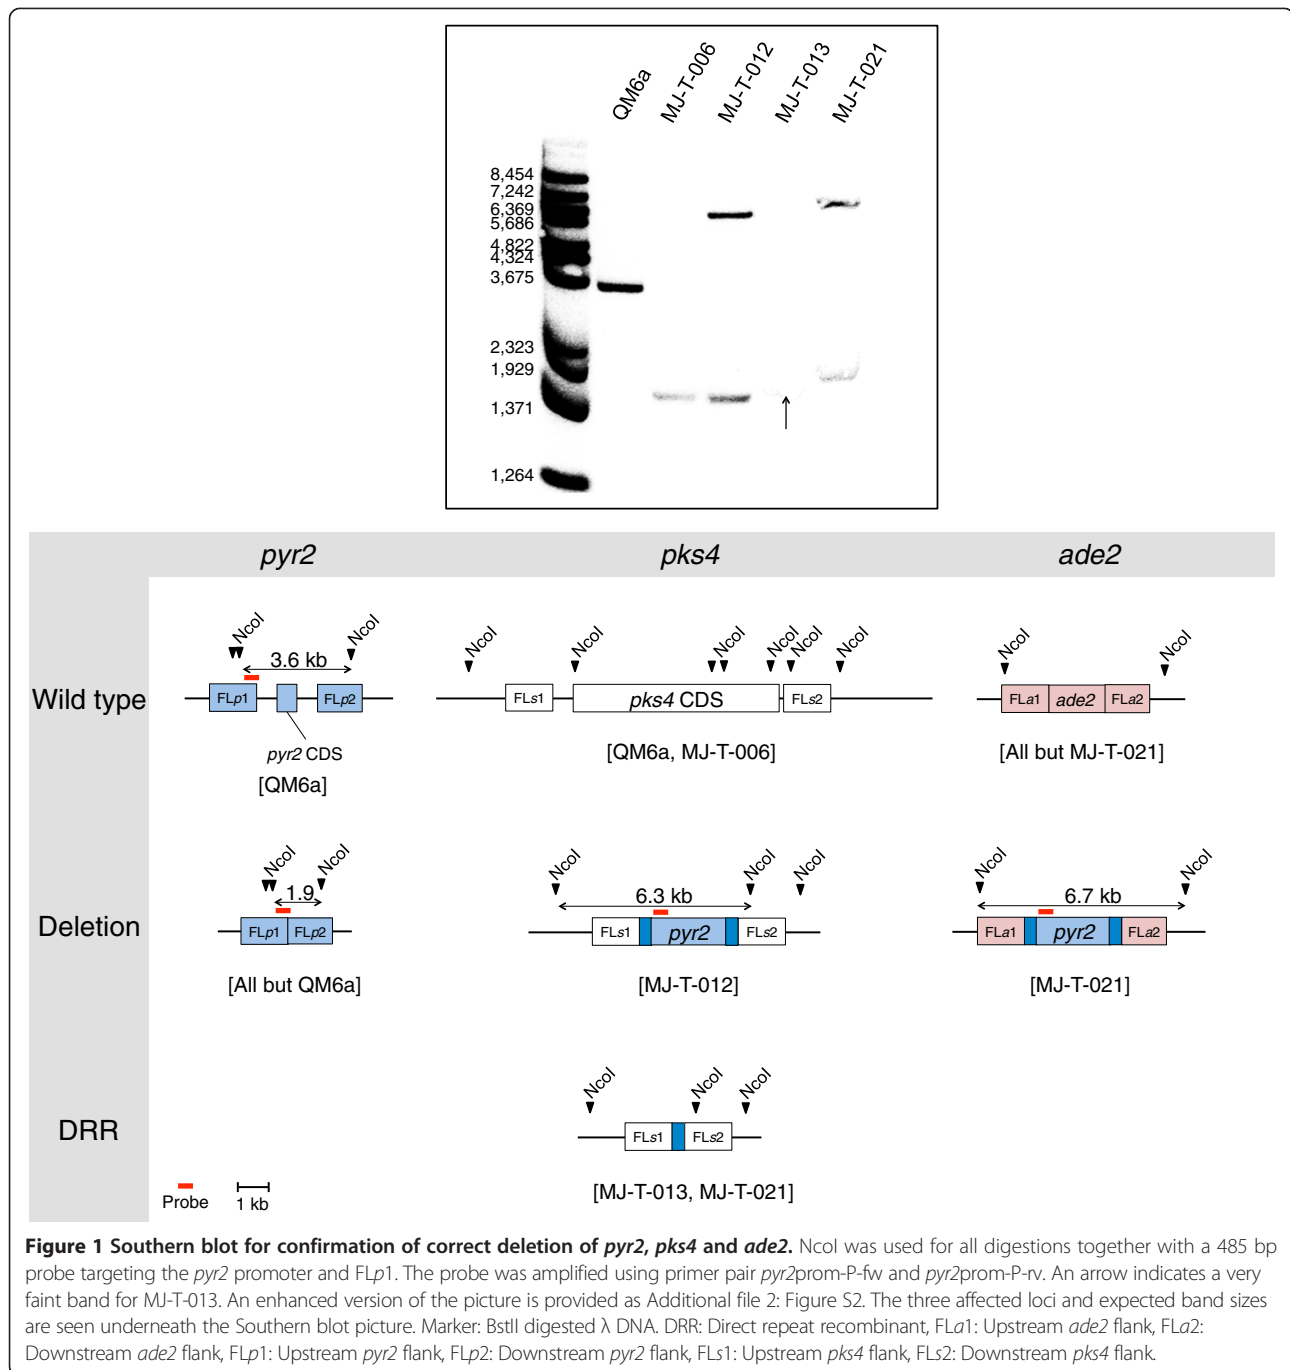 QM6a MJ-T-006 MJ-T-012 MJ-T-013 MJ-T-021
8,454
7,242
6,369
5,686
4,822
4,324
3,675
2,323
1,929
1,371
1,264
pyr2 pks4 ade2
Wild type
NcoI NcoI
3.6 kb
FLp1 FLp2
pyr2 CDS
[QM6a]
NcoI NcoI NcoI NcoI NcoI NcoI
FLs1 pks4 CDS FLs2
[QM6a, MJ-T-006]
NcoI NcoI
FLa1 ade2 FLa2
[All but MJ-T-021]
Deletion
NcoI NcoI
1.9
FLp1 FLp2
[All but QM6a]
NcoI NcoI NcoI
6.3 kb
FLs1 pyr2 FLs2
[MJ-T-012]
NcoI NcoI
6.7 kb
FLa1 pyr2 FLa2
[MJ-T-021]
DRR
NcoI NcoI NcoI
FLs1 FLs2
[MJ-T-013, MJ-T-021]
Probe 1 kb
Figure 1 Southern blot for confirmation of correct deletion of pyr2, pks4 and ade2. NcoI was used for all digestions together with a 485 bp
probe targeting the pyr2 promoter and FLp1. The probe was amplified using primer pair pyr2prom-P-fw and pyr2prom-P-rv. An arrow indicates a very
faint band for MJ-T-013. An enhanced version of the picture is provided as Additional file 2: Figure S2. The three affected loci and expected band sizes
are seen underneath the Southern blot picture. Marker: BstII digested λ DNA. DRR: Direct repeat recombinant, FLa1: Upstream ade2 flank, FLa2:
Downstream ade2 flank, FLp1: Upstream pyr2 flank, FLp2: Downstream pyr2 flank, FLs1: Upstream pks4 flank, FLs2: Downstream pks4 flank.